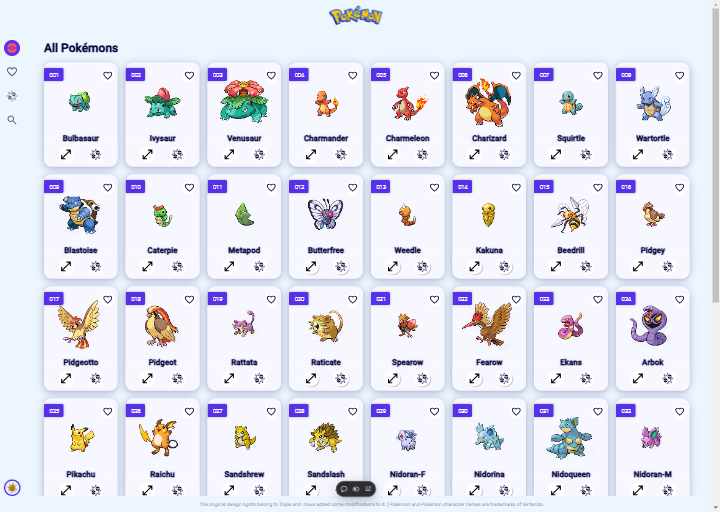 Pokémon
All Pokémons
001 002 003 004 005 006 007 008
Bulbasaur Ivysaur Venusaur Charmander Charmeleon Charizard Squirtle Wartortle
009 010 011 012 013 014 015 016
Blastoise Caterpie Metapod Butterfree Weedle Kakuna Beedrill Pidgey
017 018 019 020 021 022 023 024
Pidgeotto Pidgeot Rattata Raticate Spearow Fearow Ekans Arbok
025 026 027 028 029 030 031 032
Pikachu Raichu Sandshrew Sandslash Nidoran-F Nidorina Nidoqueen Nidoran-M
The original design rights belong to Triple and I have added some modifications to it. | Pokémon and Pokémon character names are trademarks of Nintendo.